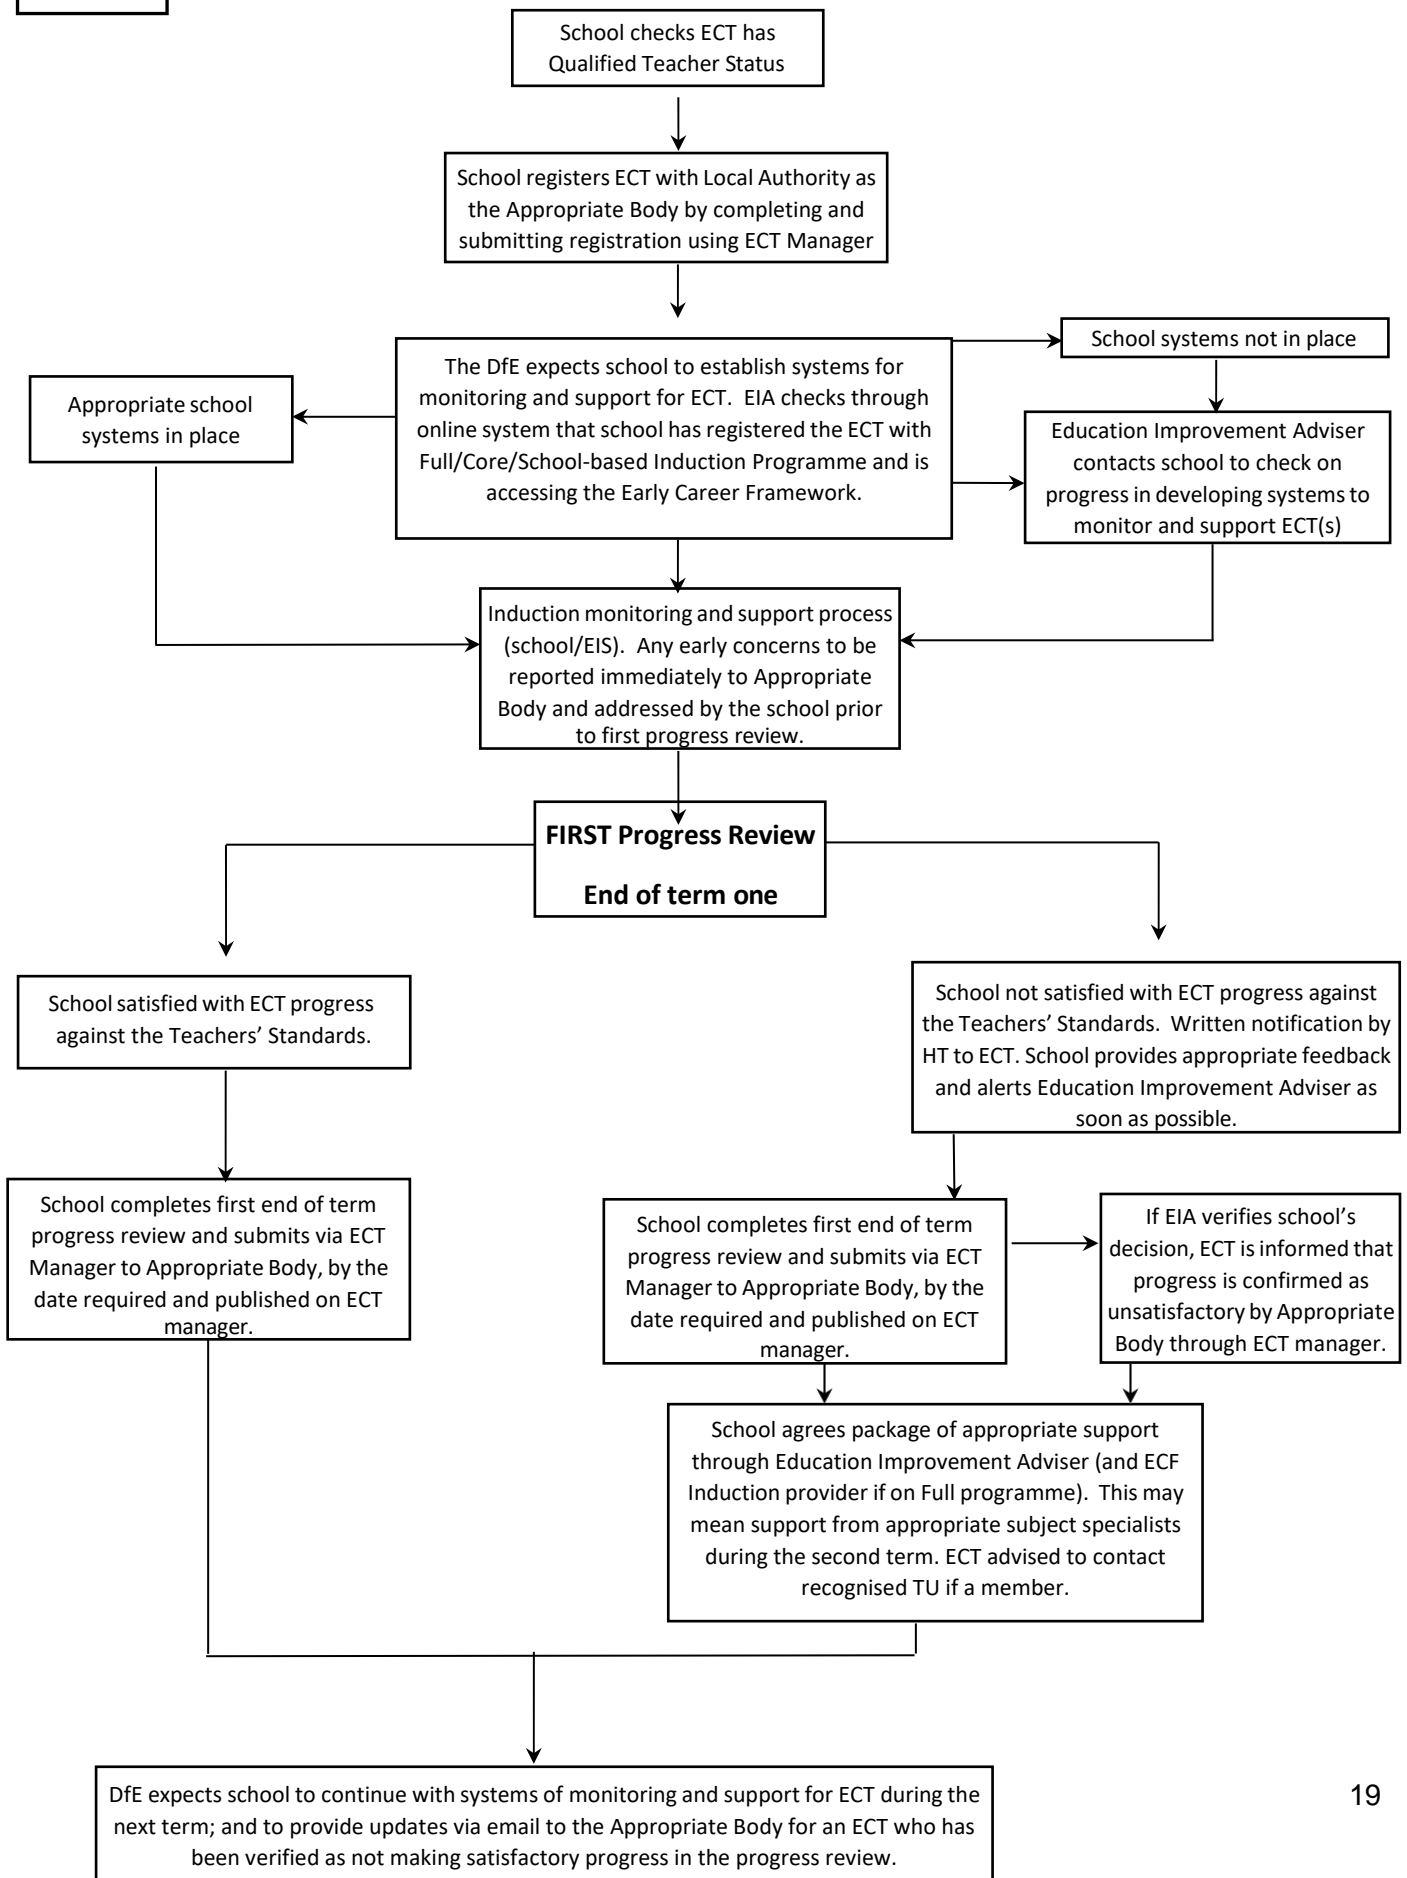 School checks ECT has
Qualified Teacher Status
School registers ECT with Local Authority as
the Appropriate Body by completing and
submitting registration using ECT Manager
School systems not in place
The DfE expects school to establish systems for
monitoring and support for ECT.  EIA checks through
online system that school has registered the ECT with
Full/Core/School-based Induction Programme and is
accessing the Early Career Framework.
Appropriate school
systems in place
Education Improvement Adviser
contacts school to check on
progress in developing systems to
monitor and support ECT(s)
Induction monitoring and support process
(school/EIS).  Any early concerns to be
reported immediately to Appropriate
Body and addressed by the school prior
to first progress review.
FIRST Progress Review
End of term one
School satisfied with ECT progress
against the Teachers’ Standards.
School not satisfied with ECT progress against
the Teachers’ Standards.  Written notification by
HT to ECT. School provides appropriate feedback
and alerts Education Improvement Adviser as
soon as possible.
School completes first end of term
progress review and submits via ECT
Manager to Appropriate Body, by the
date required and published on ECT
manager.
School completes first end of term
progress review and submits via ECT
Manager to Appropriate Body, by the
date required and published on ECT
manager.
If EIA verifies school’s
decision, ECT is informed that
progress is confirmed as
unsatisfactory by Appropriate
Body through ECT manager.
School agrees package of appropriate support
through Education Improvement Adviser (and ECF
Induction provider if on Full programme).  This may
mean support from appropriate subject specialists
during the second term. ECT advised to contact
recognised TU if a member.
DfE expects school to continue with systems of monitoring and support for ECT during the
next term; and to provide updates via email to the Appropriate Body for an ECT who has
been verified as not making satisfactory progress in the progress review.
19